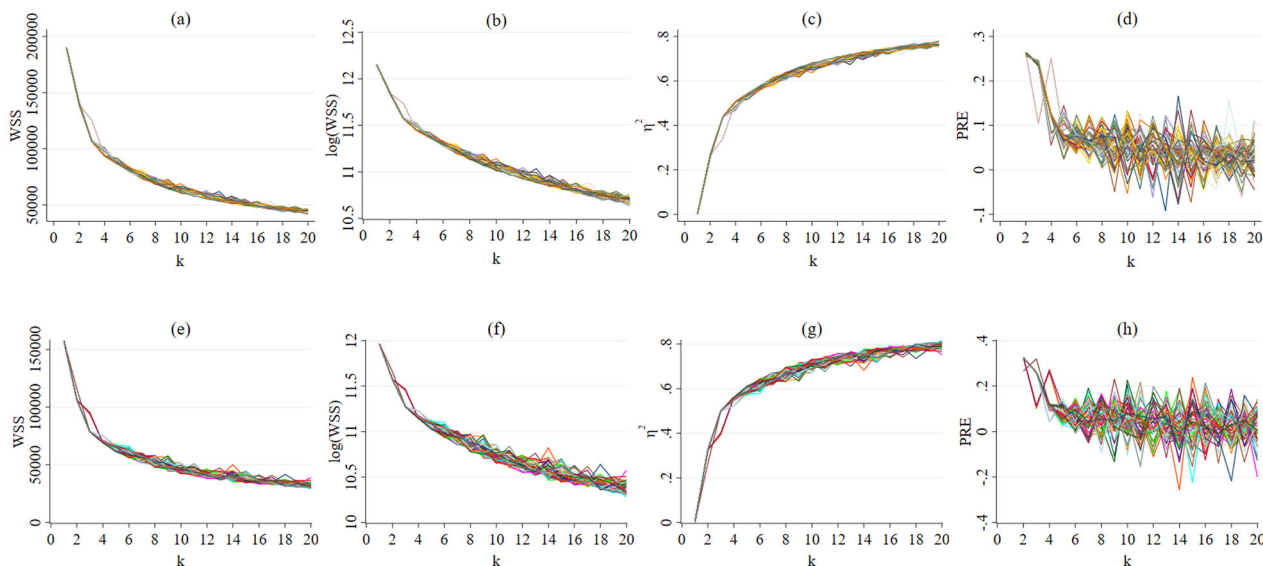 (a)
WSS
50000 100000 150000 200000
0 2 4 6 8 10 12 14 16 18 20
k
(b)
log(WSS)
10.5 11 11.5 12 12.5
0 2 4 6 8 10 12 14 16 18 20
k
(c)
η²
0 .2 .4 .6 .8
0 2 4 6 8 10 12 14 16 18 20
k
(d)
PRE
-.1 0 .1 .2 .3
0 2 4 6 8 10 12 14 16 18 20
k
(e)
WSS
0 50000 100000 150000
0 2 4 6 8 10 12 14 16 18 20
k
(f)
log(WSS)
10 10.5 11 11.5 12
0 2 4 6 8 10 12 14 16 18 20
k
(g)
η²
0 .2 .4 .6 .8
0 2 4 6 8 10 12 14 16 18 20
k
(h)
PRE
-.4 -.2 0 .2 .4
0 2 4 6 8 10 12 14 16 18 20
k